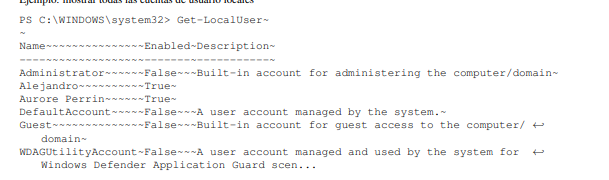 Ejemplo: mostrar todas las cuentas de usuario locales
PS C:\WINDOWS\system32> Get-LocalUser~
~
Name~~~~~~~~~~~~~~~Enabled~Description~
---------------------------------------~
Administrator~~~~~~False~~~Built-in account for administering the computer/domain~
Alejandro~~~~~~~~~~True~
Aurore Perrin~~~~~~True~
DefaultAccount~~~~~False~~~A user account managed by the system.~
Guest~~~~~~~~~~~~~~False~~~Built-in account for guest access to the computer/ ↩
domain~
WDAGUtilityAccount~False~~~A user account managed and used by the system for ↩
Windows Defender Application Guard scen...